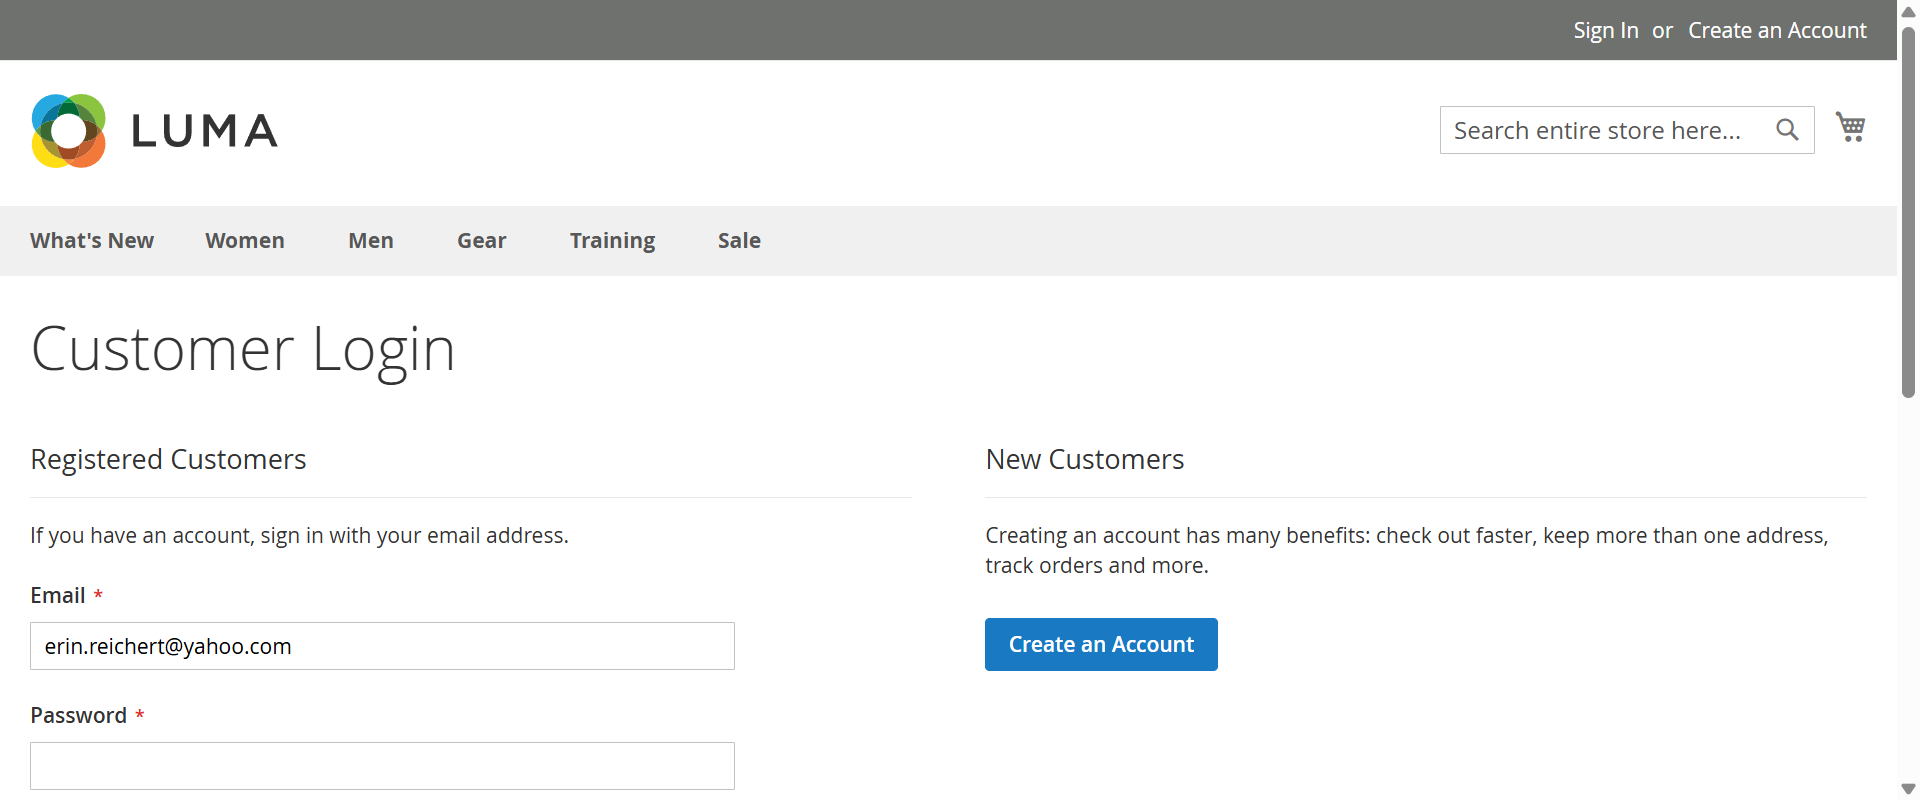 Sign In or Create an Account
LUMA
Search entire store here...
What's New Women Men Gear Training Sale
Customer Login
Registered Customers
If you have an account, sign in with your email address.
Email *
erin.reichert@yahoo.com
Password *
New Customers
Creating an account has many benefits: check out faster, keep more than one address,
track orders and more.
Create an Account